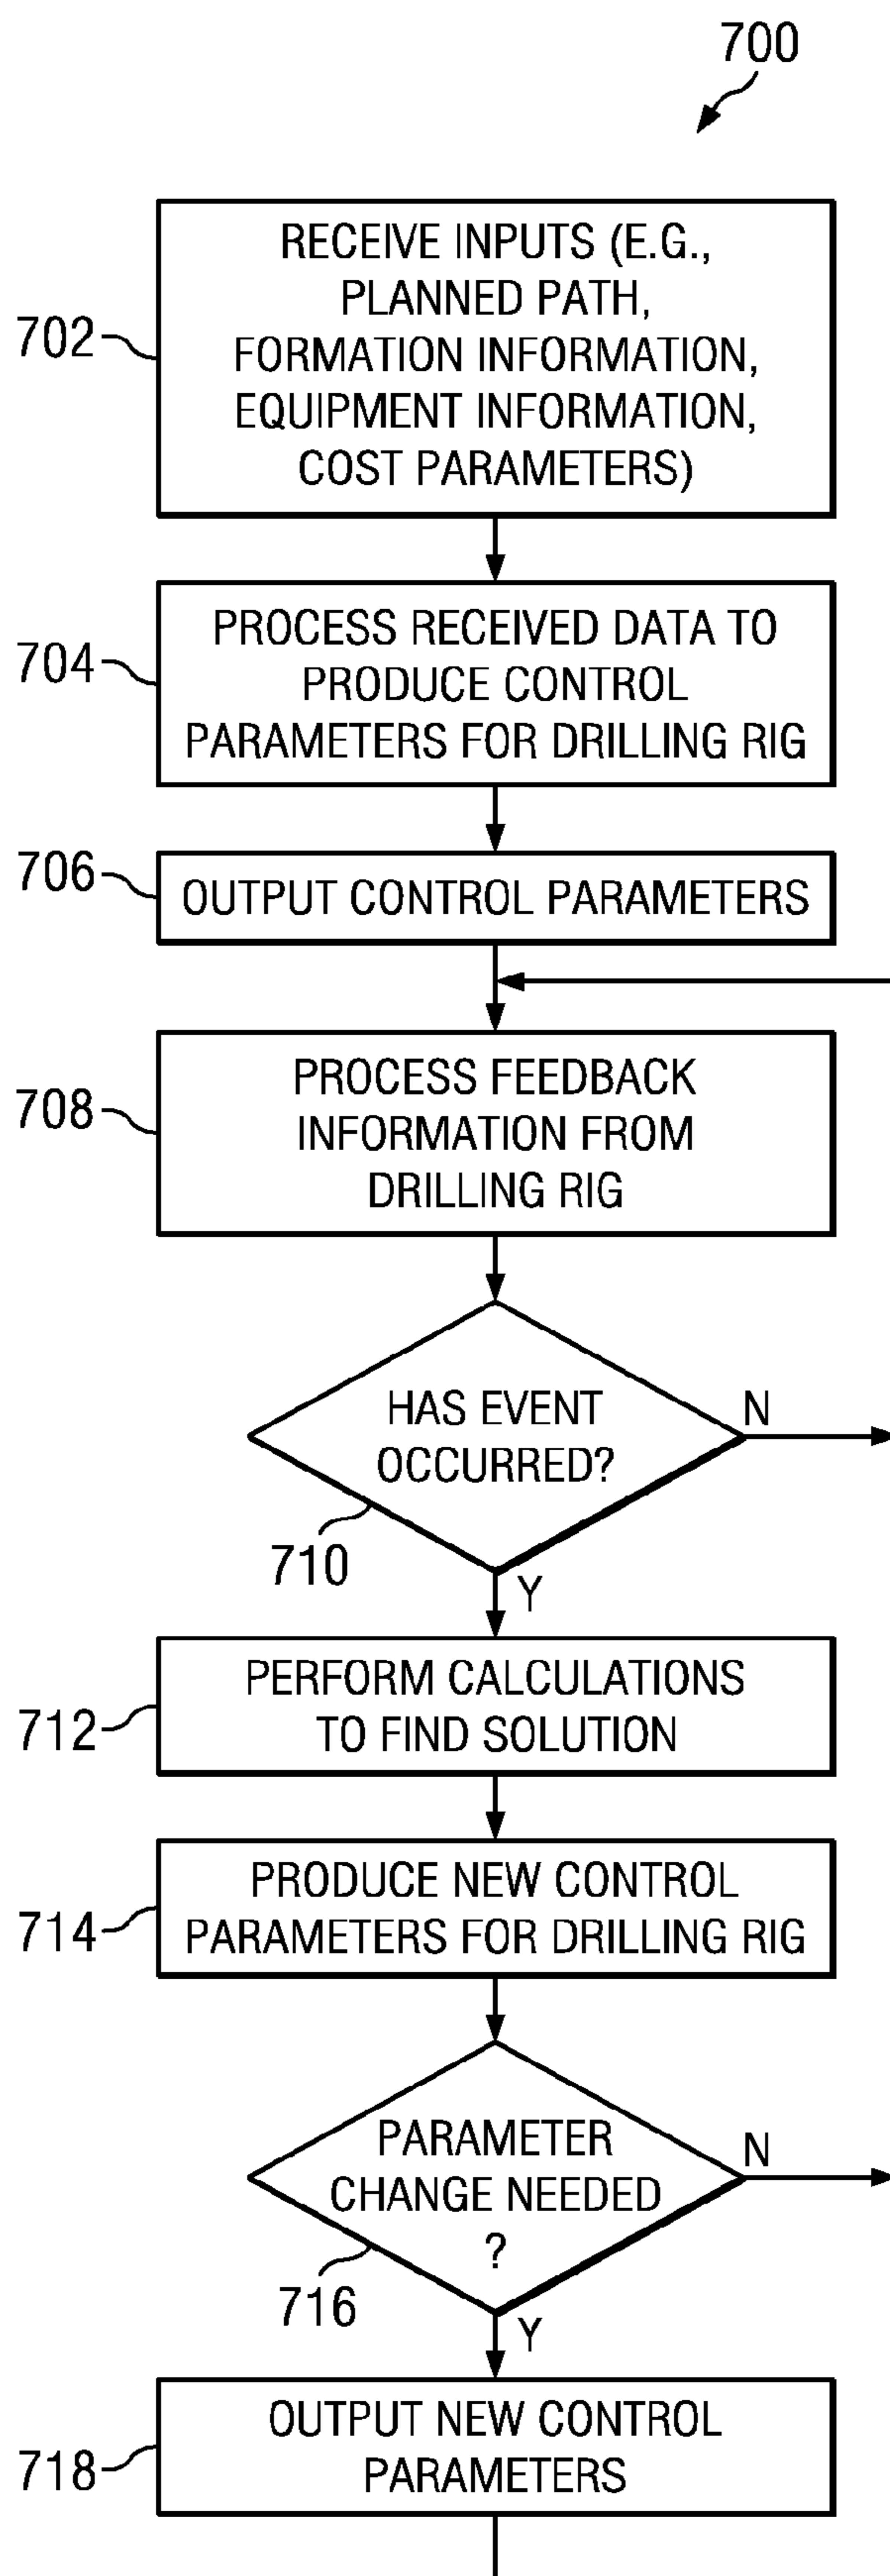 700
702
RECEIVE INPUTS (E.G.,
PLANNED PATH,
FORMATION INFORMATION,
EQUIPMENT INFORMATION,
COST PARAMETERS)
704
PROCESS RECEIVED DATA TO
PRODUCE CONTROL
PARAMETERS FOR DRILLING RIG
706
OUTPUT CONTROL PARAMETERS
708
PROCESS FEEDBACK
INFORMATION FROM
DRILLING RIG
HAS EVENT
OCCURRED?
N
710
Y
712
PERFORM CALCULATIONS
TO FIND SOLUTION
714
PRODUCE NEW CONTROL
PARAMETERS FOR DRILLING RIG
PARAMETER
CHANGE NEEDED
?
N
716
Y
718
OUTPUT NEW CONTROL
PARAMETERS